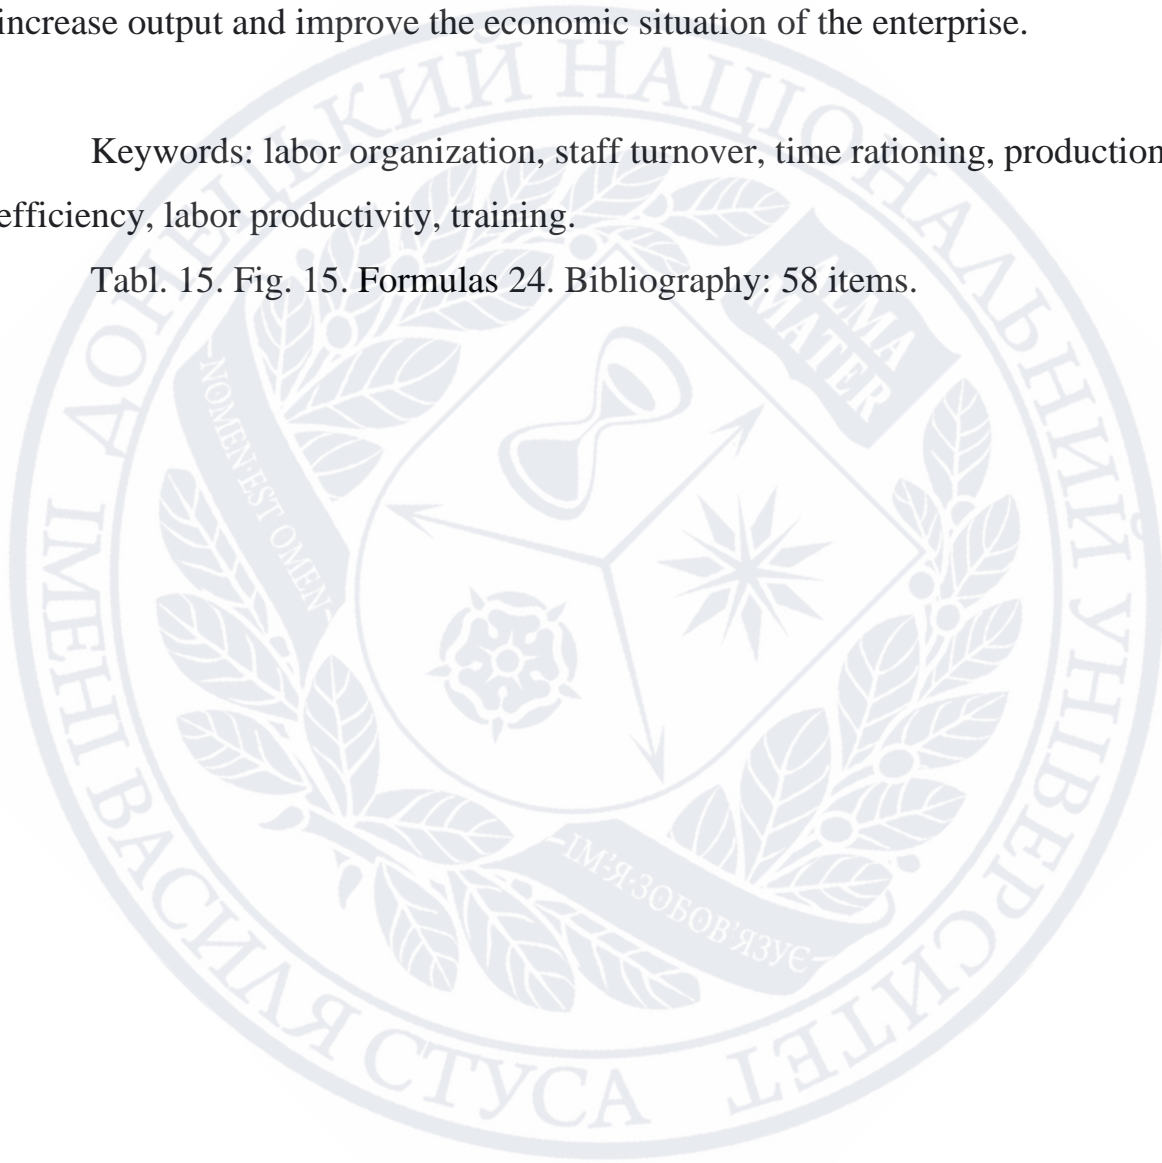 increase output and improve the economic situation of the enterprise.
Keywords: labor organization, staff turnover, time rationing, production
efficiency, labor productivity, training.
Tabl. 15. Fig. 15. Formulas 24. Bibliography: 58 items.
ДОНЕЦЬКИЙ НАЦІОНАЛЬНИЙ УНІВЕРСИТЕТ
ІМЕНІ ВАСИЛЯ СТУСА
ALMA
MATER
NOMEN·EST OMEN
ІМ'Я·ЗОБОВ'ЯЗУЄ